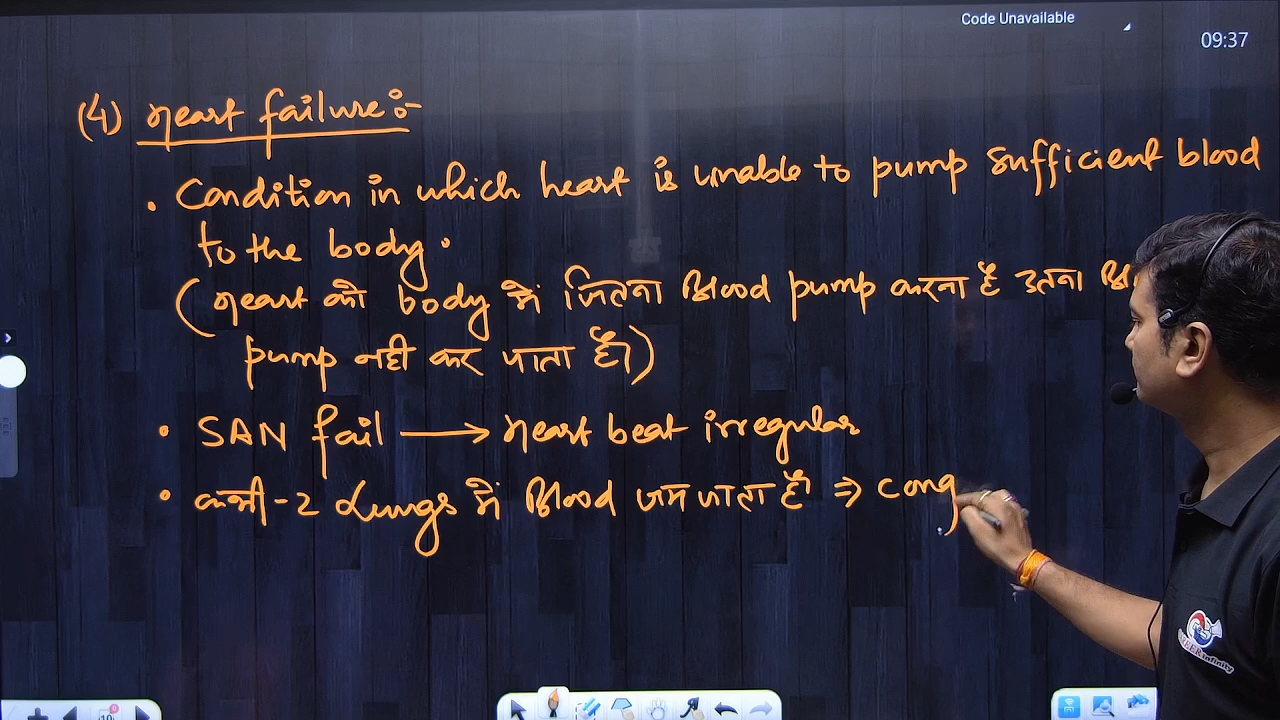 Code Unavailable
09:37
(4) Heart failure:-
• Condition in which heart is unable to pump sufficient blood
to the body.
(Heart को body में जितना Blood pump करना है उतना
pump नही कर पाता है।)
• SAN fail → Heart beat irregular
• कभी-2 Lungs में Blood जम जाता है ⇒ cong